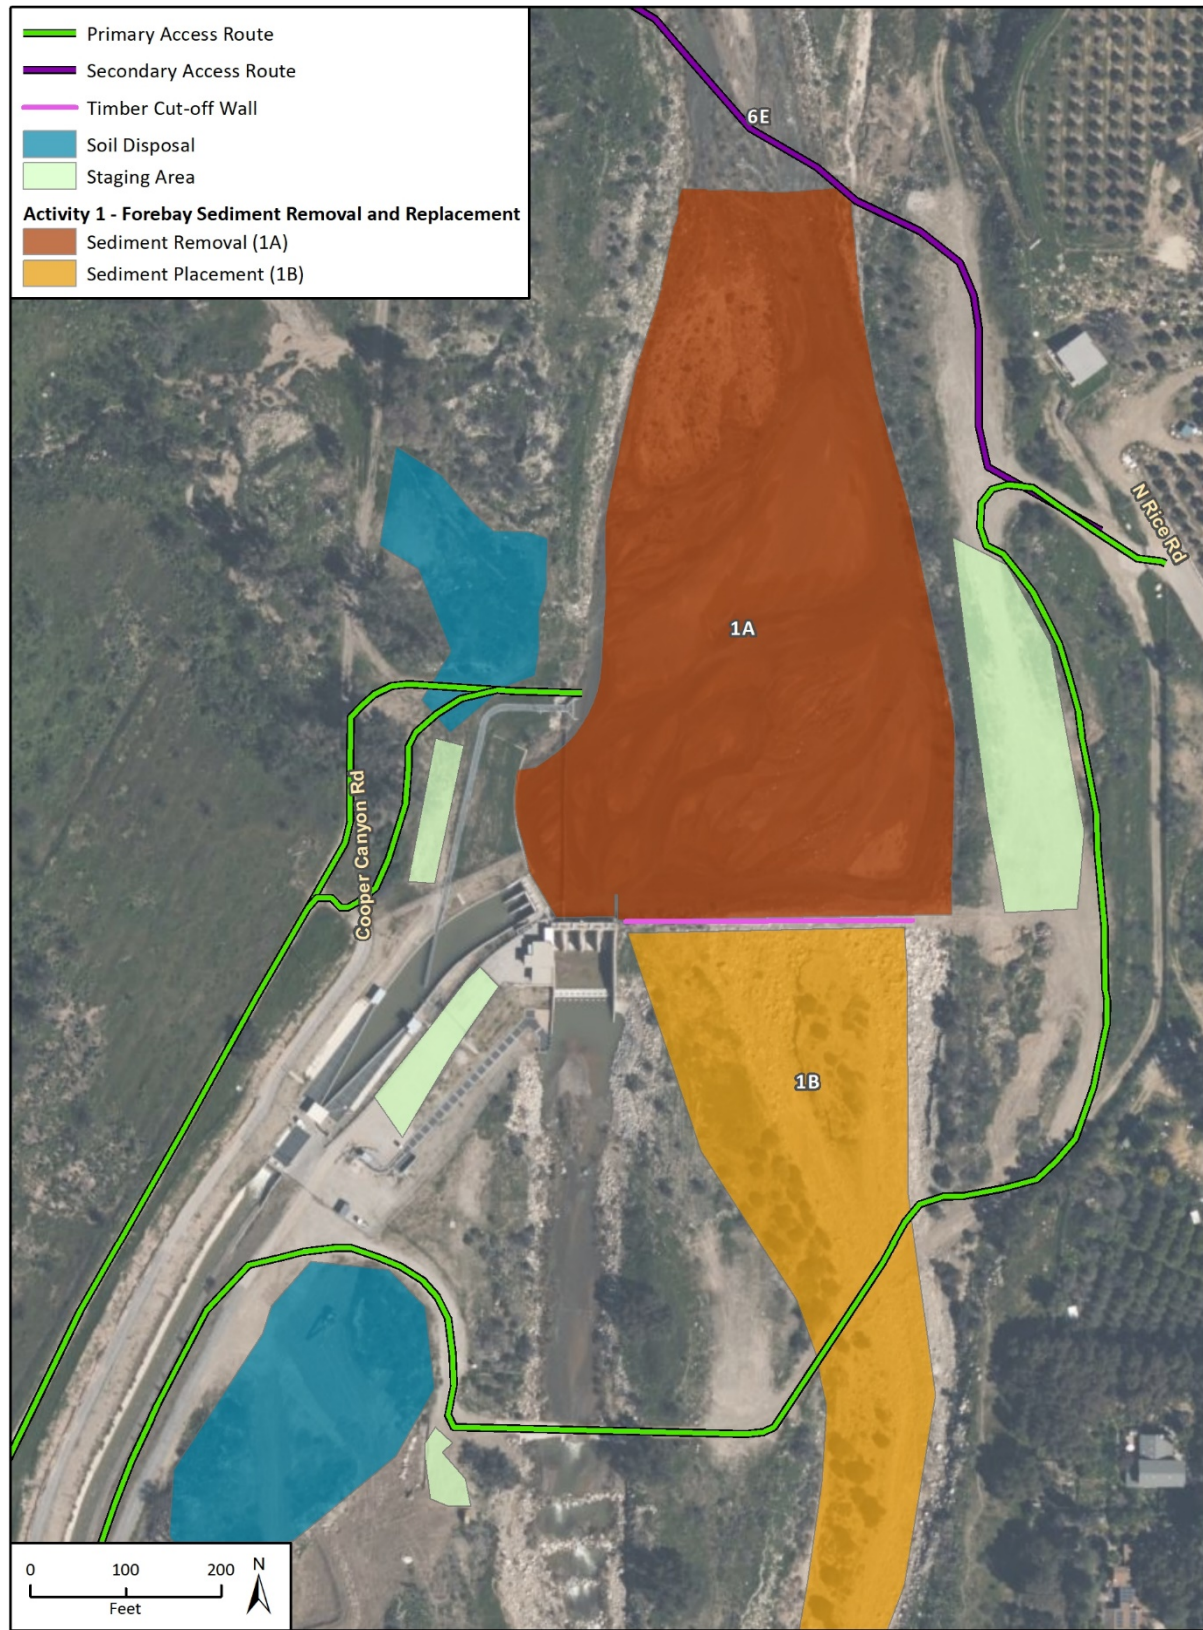 Primary Access Route
Secondary Access Route
Timber Cut-off Wall
Soil Disposal
Staging Area
Activity 1 - Forebay Sediment Removal and Replacement
Sediment Removal (1A)
Sediment Placement (1B)
6E
N Rice Rd
1A
Cooper Canyon Rd
1B
0 100 200
Feet
N